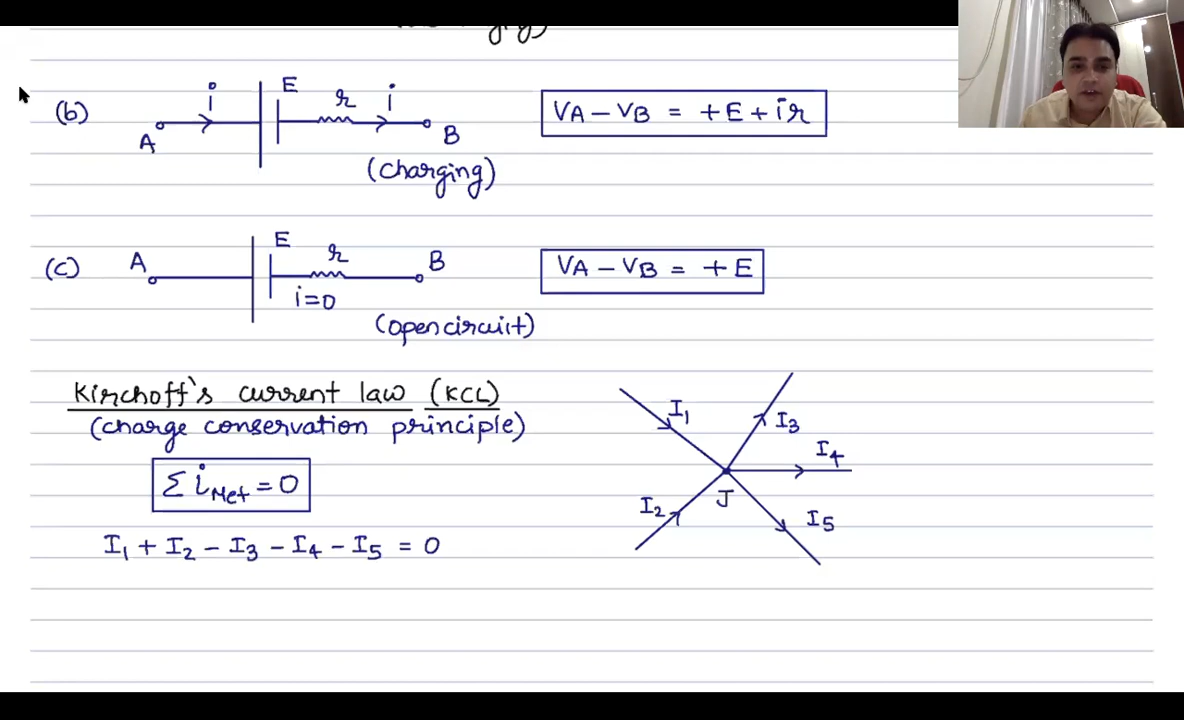 (b) A i E r i B VA – VB = +E + ir
(charging)
(c) A E r B VA – VB = +E
i=0
(open circuit)
Kirchoff's current law (KCL)
(charge conservation principle)
Σ iNet = 0
I1 + I2 – I3 – I4 – I5 = 0
I1 I3
I4
I2 J I5